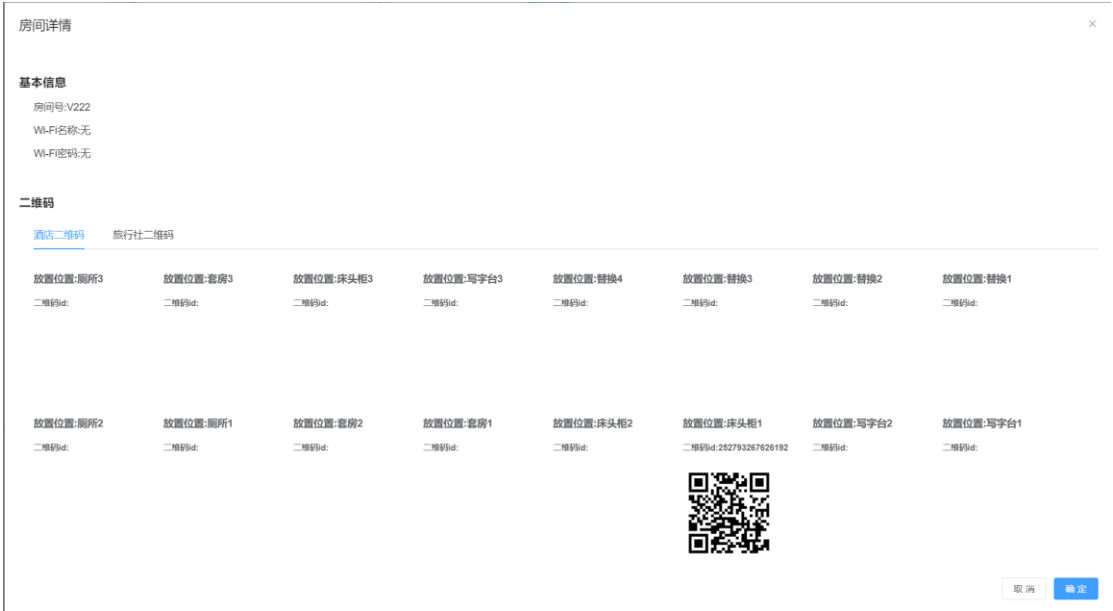 房间详情
基本信息
房间号:V222
Wi-Fi名称:无
Wi-Fi密码:无
二维码
酒店二维码 旅行社二维码
放置位置:厕所3 放置位置:套房3 放置位置:床头柜3 放置位置:写字台3 放置位置:替换4 放置位置:替换3 放置位置:替换2 放置位置:替换1
二维码id: 二维码id: 二维码id: 二维码id: 二维码id: 二维码id: 二维码id: 二维码id:
放置位置:厕所2 放置位置:厕所1 放置位置:套房2 放置位置:套房1 放置位置:床头柜2 放置位置:床头柜1 放置位置:写字台2 放置位置:写字台1
二维码id: 二维码id: 二维码id: 二维码id: 二维码id: 二维码id:252793267626192 二维码id: 二维码id:
取消 确定